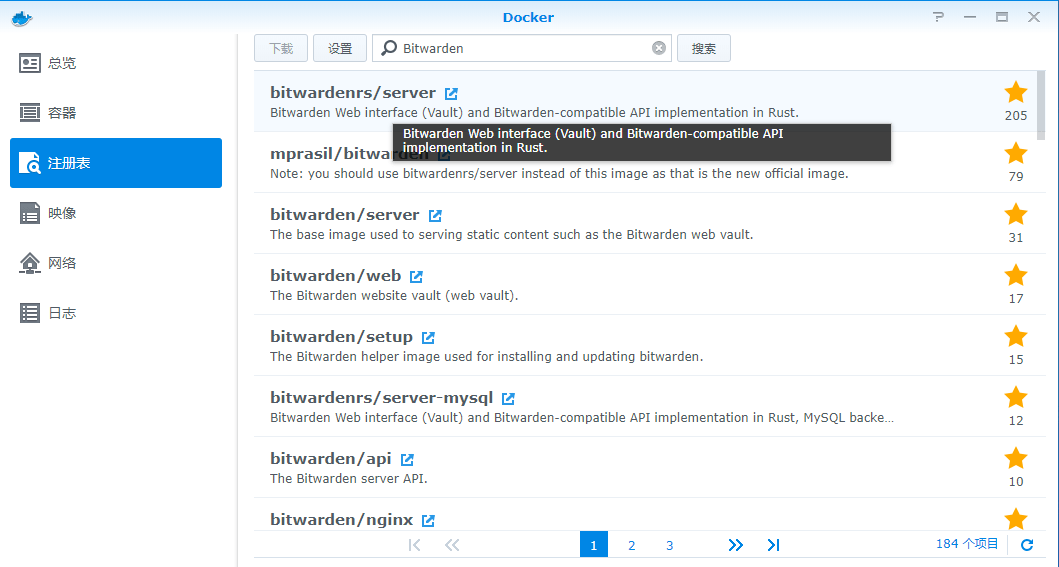 Docker
总览
容器
注册表
映像
网络
日志
下载 设置 Bitwarden 搜索
bitwardenrs/server
Bitwarden Web interface (Vault) and Bitwarden-compatible API implementation in Rust.
205
Bitwarden Web interface (Vault) and Bitwarden-compatible API
implementation in Rust.
mprasil/bitwarden
Note: you should use bitwardenrs/server instead of this image as that is the new official image.
79
bitwarden/server
The base image used to serving static content such as the Bitwarden web vault.
31
bitwarden/web
The Bitwarden website vault (web vault).
17
bitwarden/setup
The Bitwarden helper image used for installing and updating bitwarden.
15
bitwardenrs/server-mysql
Bitwarden Web interface (Vault) and Bitwarden-compatible API implementation in Rust, MySQL backe...
12
bitwarden/api
The Bitwarden server API.
10
bitwarden/nginx
1 2 3 184 个项目